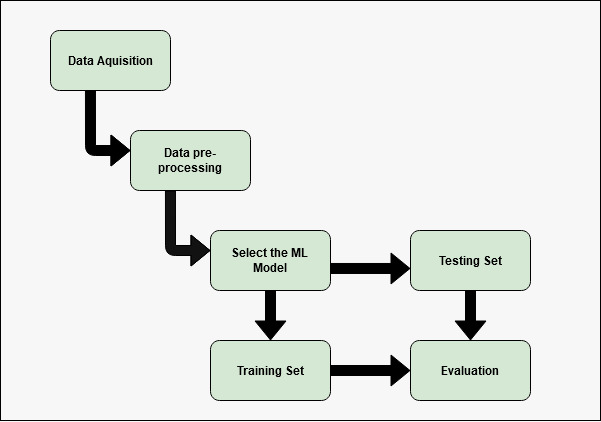 Data Aquisition
Data pre-
processing
Select the ML
Model
Testing Set
Training Set
Evaluation